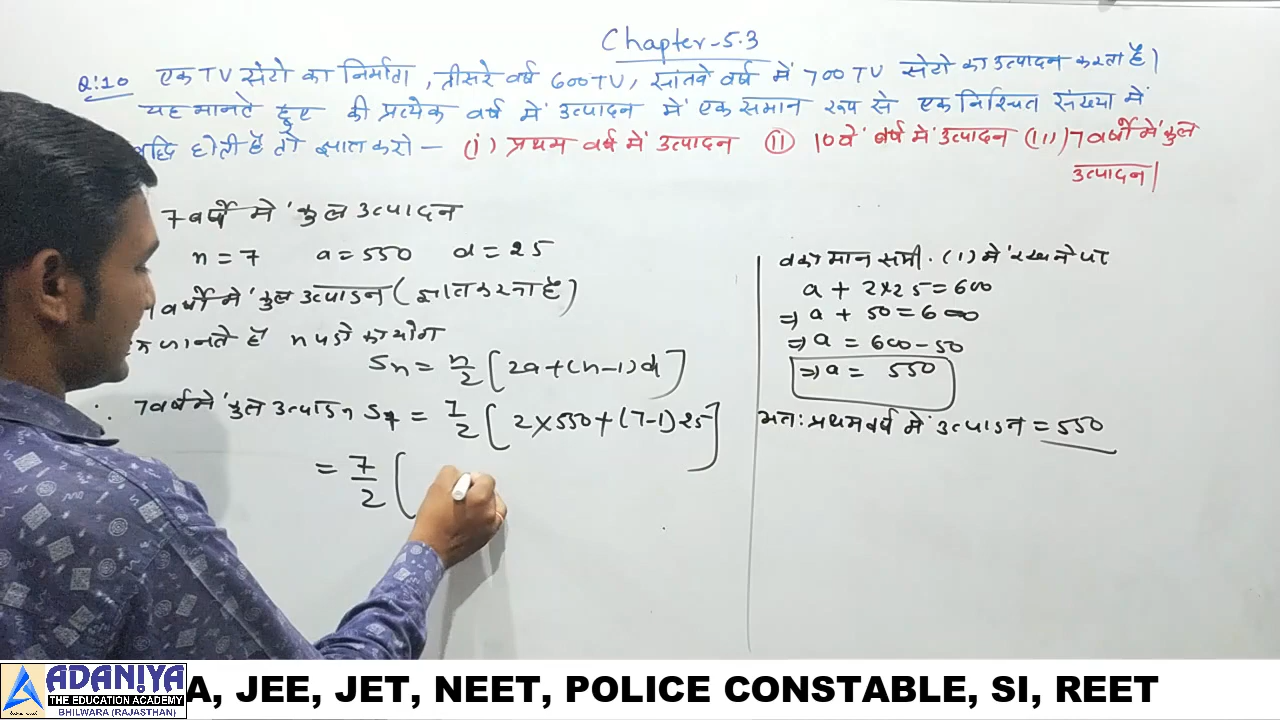 Chapter-5.3
Q:10 एक TV सेटो का निर्माता , तीसरे वर्ष 600 TV , सातवे वर्ष में 700 TV सेटो का उत्पादन करता है।
यह मानते हुए की प्रत्येक वर्ष में उत्पादन में एक समान रूप से एक निश्चित संख्या में
होती है तो ज्ञात करो – (i) प्रथम वर्ष में उत्पादन (ii) 10 वे वर्ष में उत्पादन (iii) 7 वर्षो में कुल
उत्पादन।
7 वर्षो मे कुल उत्पादन
n = 7 a = 550 d = 25
वर्षो मे कुल उत्पादन (ज्ञात करना है)
जानते है n पदो का योग
Sn = n/2 [2a+(n-1)d]
∴ 7 वर्ष मे कुल उत्पादन S7 = 7/2 [2×550+(7-1)25]
= 7/2 (
d का मान समी. (1) मे रखने पर
a + 2×25 = 600
⇒ a + 50 = 600
⇒ a = 600-50
⇒ a = 550
अतः प्रथम वर्ष मे उत्पादन = 550
ADANIYA
THE EDUCATION ACADEMY
BHILWARA (RAJASTHAN)
A, JEE, JET, NEET, POLICE CONSTABLE, SI, REET